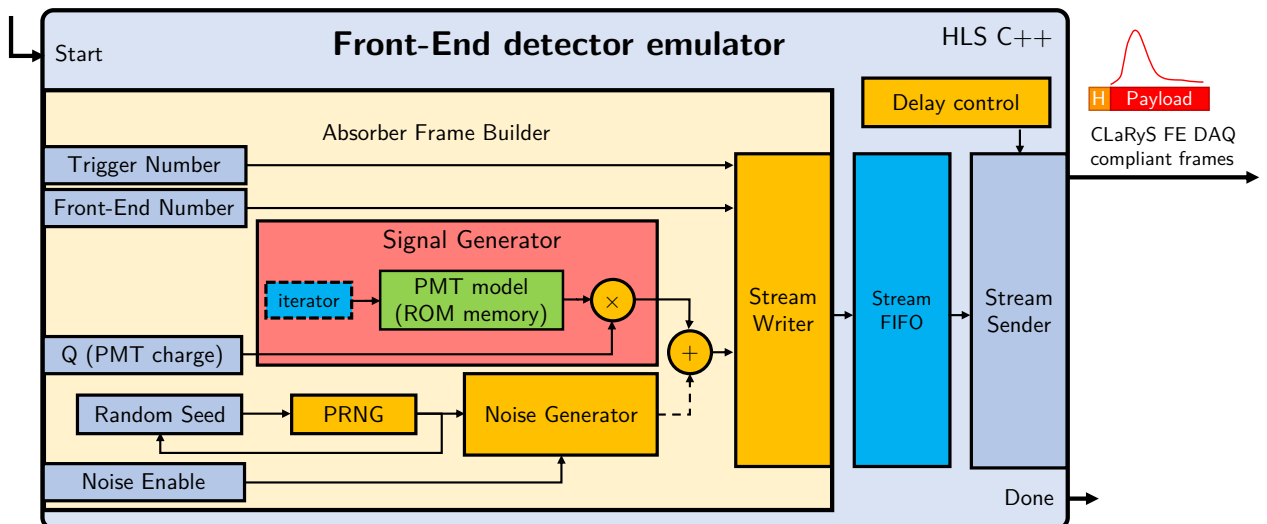 Front-End detector emulator
HLS C++
Start
H
Payload
CLaRyS FE DAQ
compliant frames
Delay control
Absorber Frame Builder
Trigger Number
Front-End Number
Signal Generator
iterator
PMT model
(ROM memory)
×
+
Q (PMT charge)
Random Seed
PRNG
Noise Generator
Noise Enable
Stream
Writer
Stream
FIFO
Stream
Sender
Done